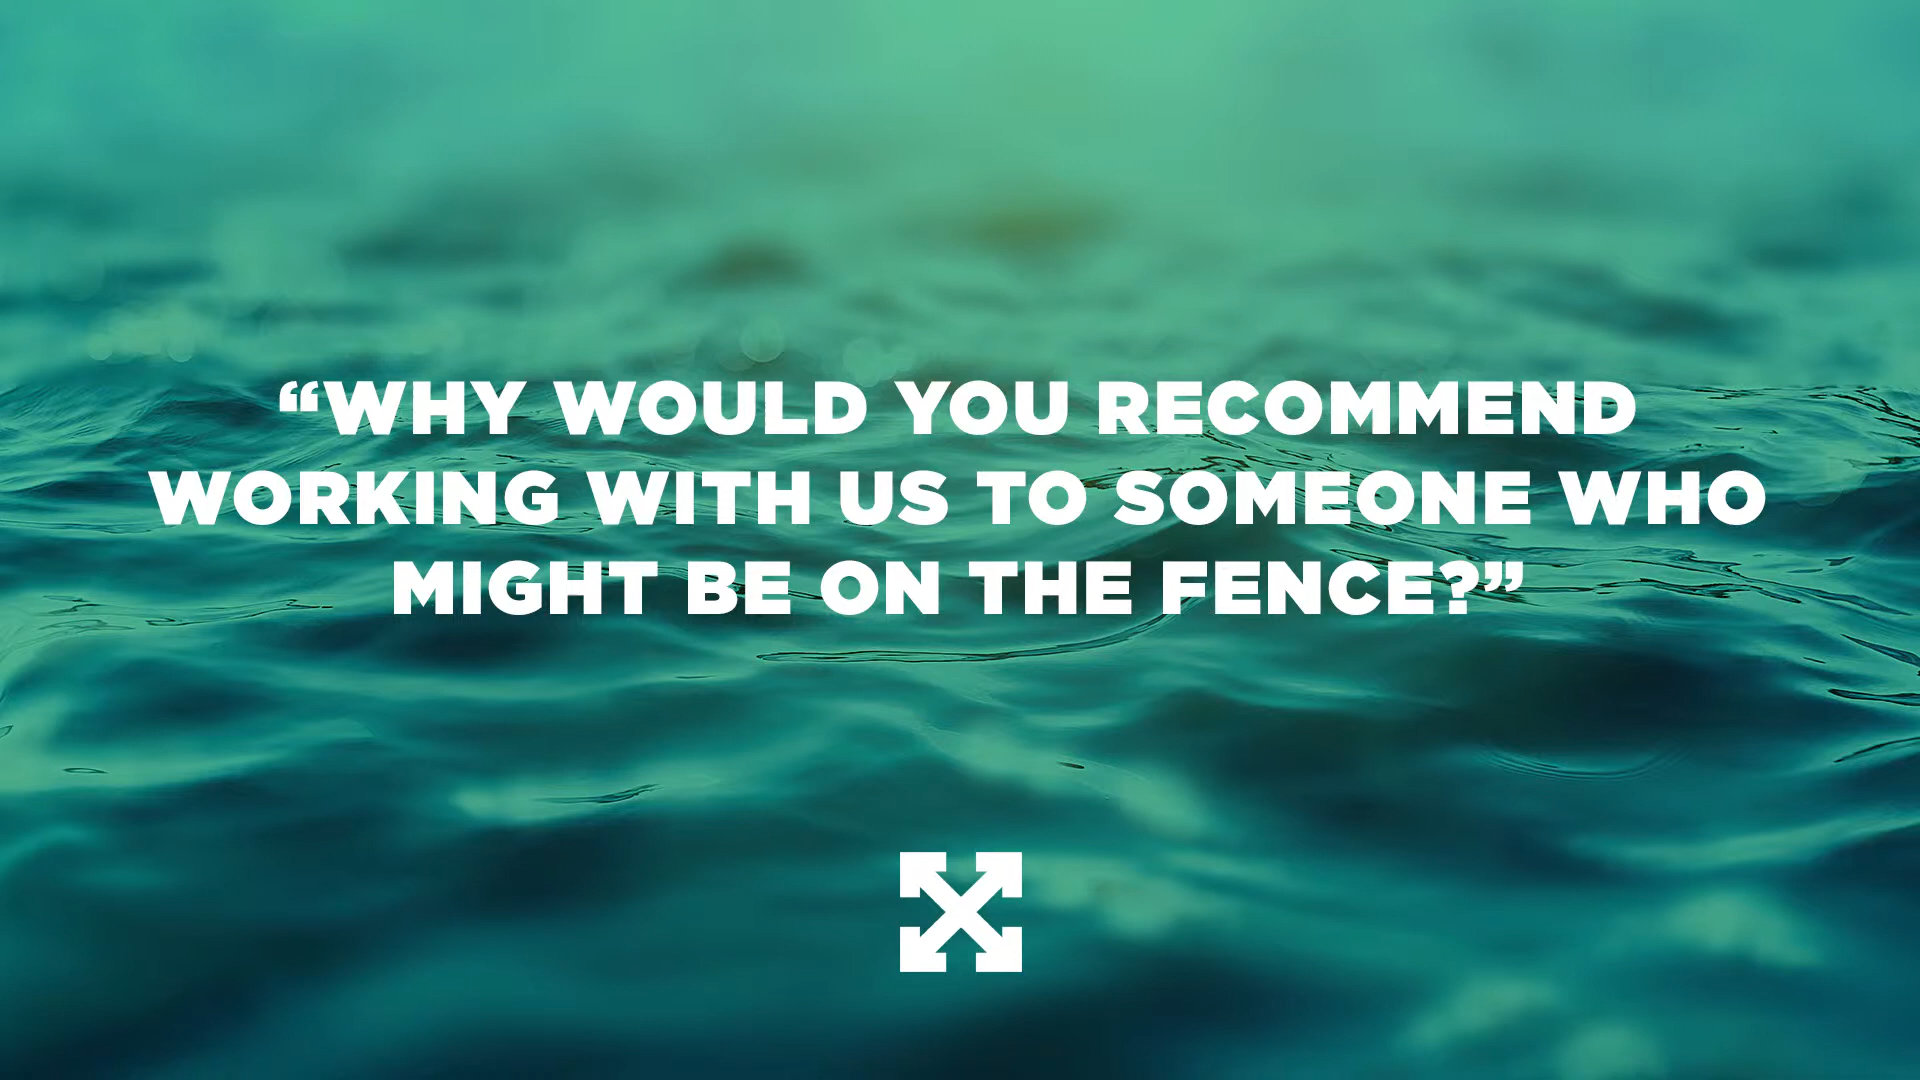 “WHY WOULD YOU RECOMMEND
WORKING WITH US TO SOMEONE WHO
MIGHT BE ON THE FENCE?”